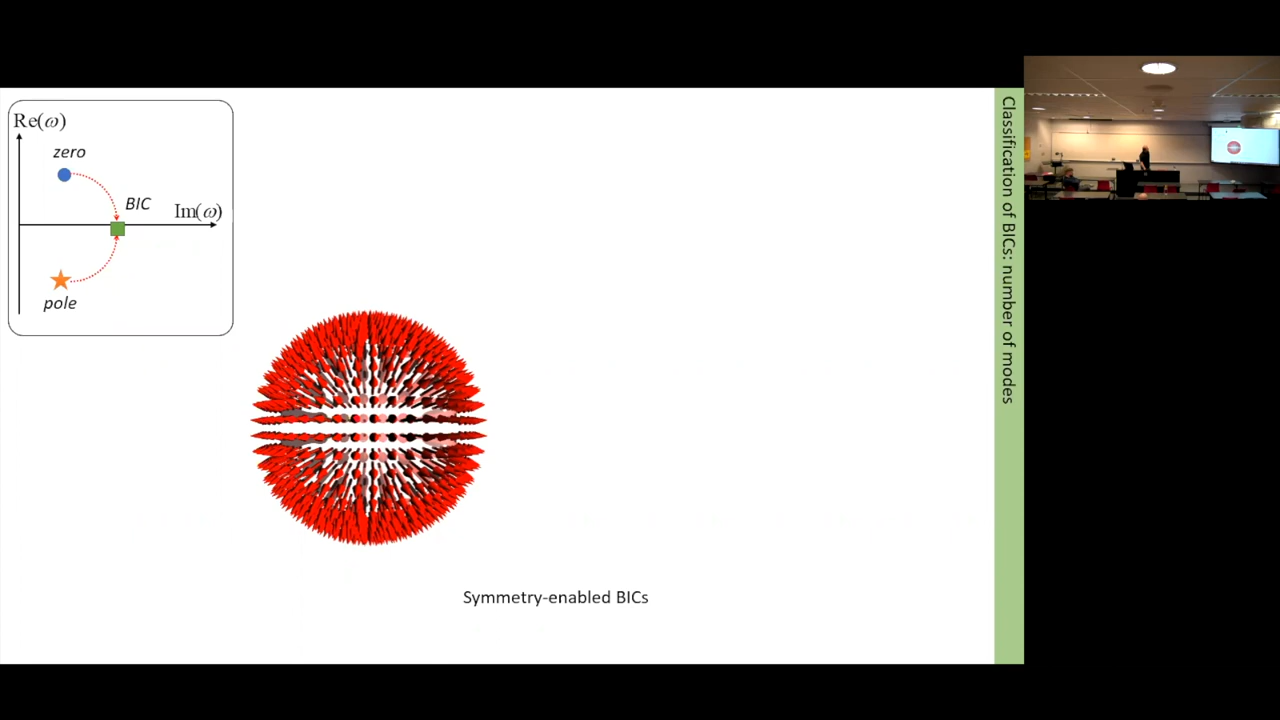 Re(ω)
zero
BIC
Im(ω)
pole
Symmetry-enabled BICs
Classification of BICs: number of modes